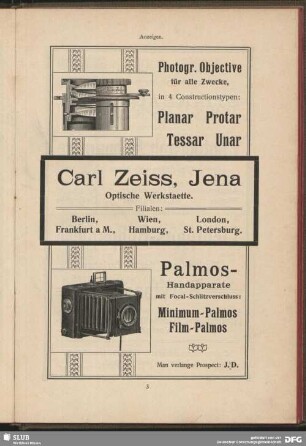 Anzeigen.
Photogr. Objective
für alle Zwecke,
in 4 Constructionstypen:
Planar Protar
Tessar Unar
Carl Zeiss, Jena
Optische Werkstaette.
Filialen:
Berlin, Wien, London,
Frankfurt a M., Hamburg, St. Petersburg.
Palmos-
Handapparate
mit Focal-Schlitzverschluss:
Minimum-Palmos
Film-Palmos
Man verlange Prospect: J/D.
SLUB
DFG